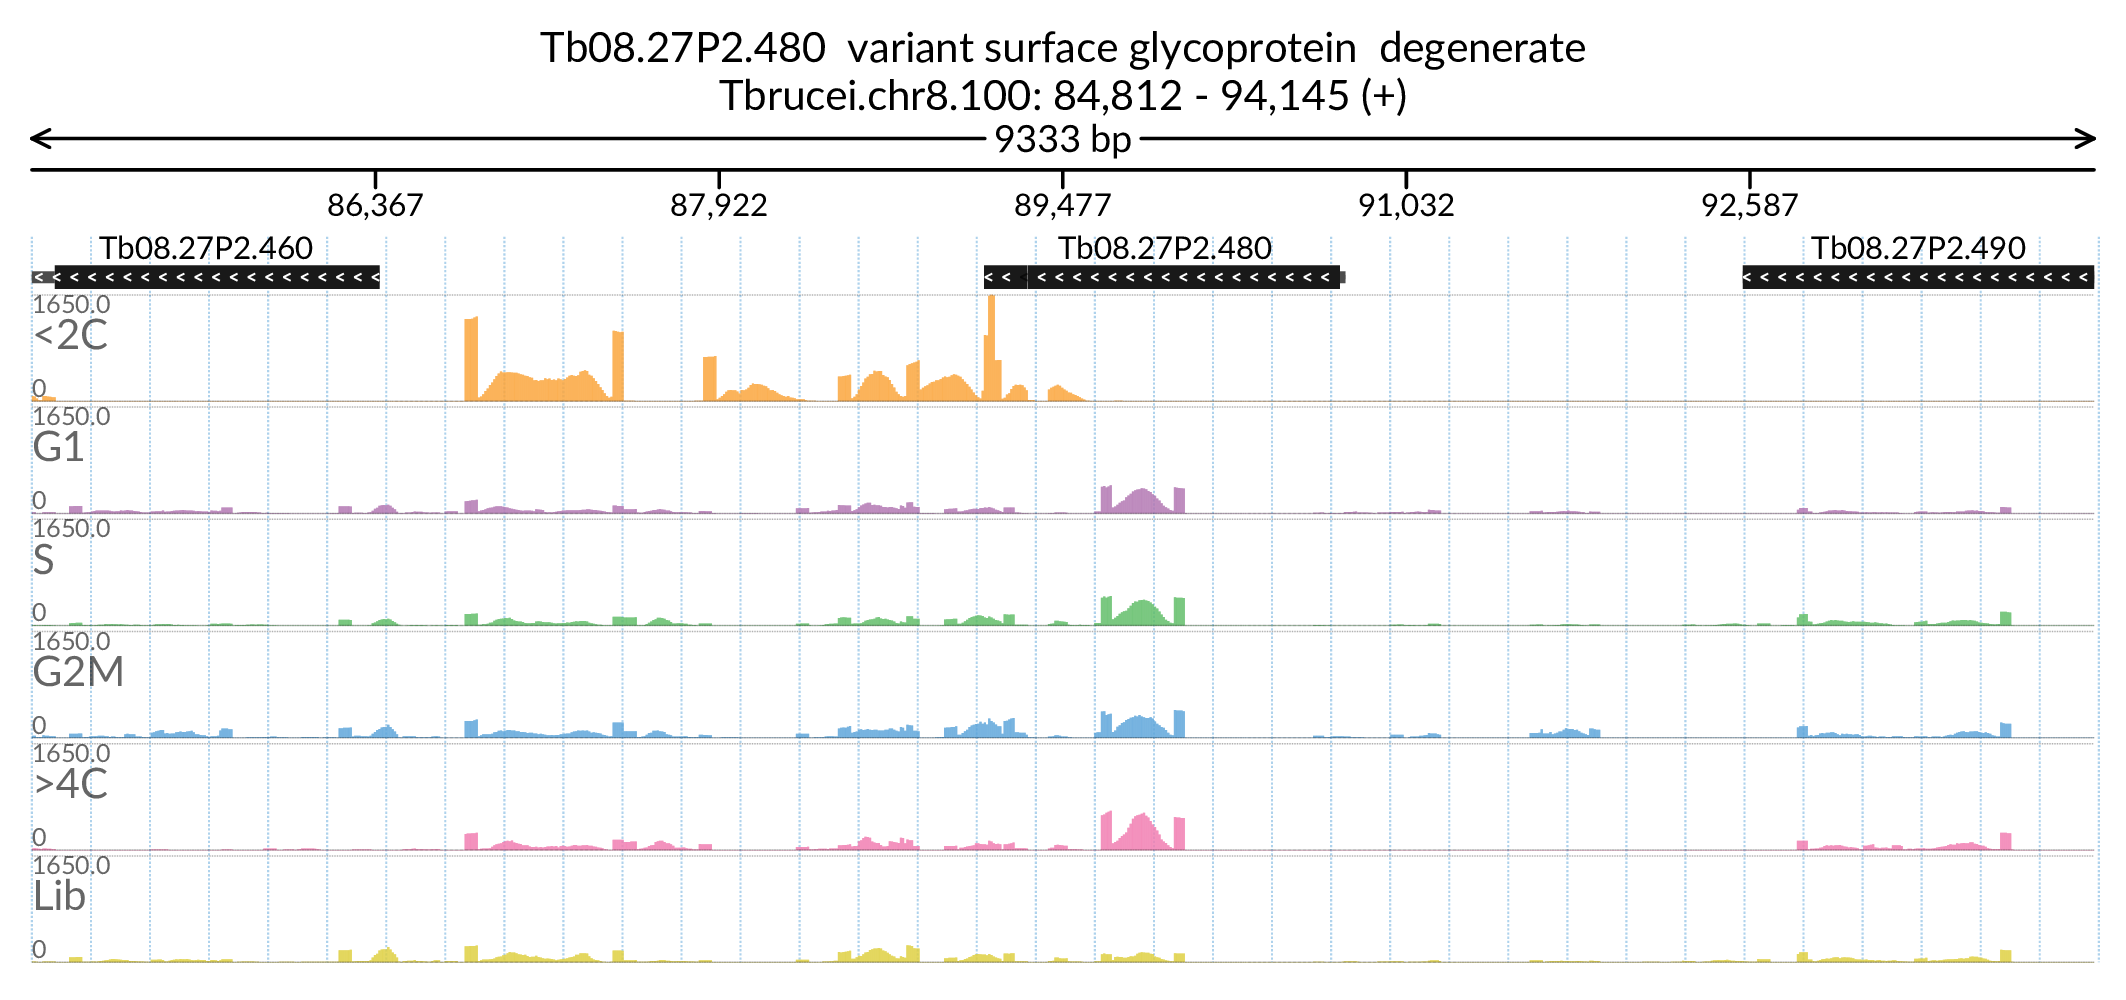 Tb08.27P2.480 variant surface glycoprotein degenerate
Tbrucei.chr8.100: 84,812 - 94,145 (+)
9333 bp
86,367 87,922 89,477 91,032 92,587
Tb08.27P2.460 Tb08.27P2.480 Tb08.27P2.490
1650.0
<2C
0
1650.0
G1
0
1650.0
S
0
1650.0
G2M
0
1650.0
>4C
0
1650.0
Lib
0